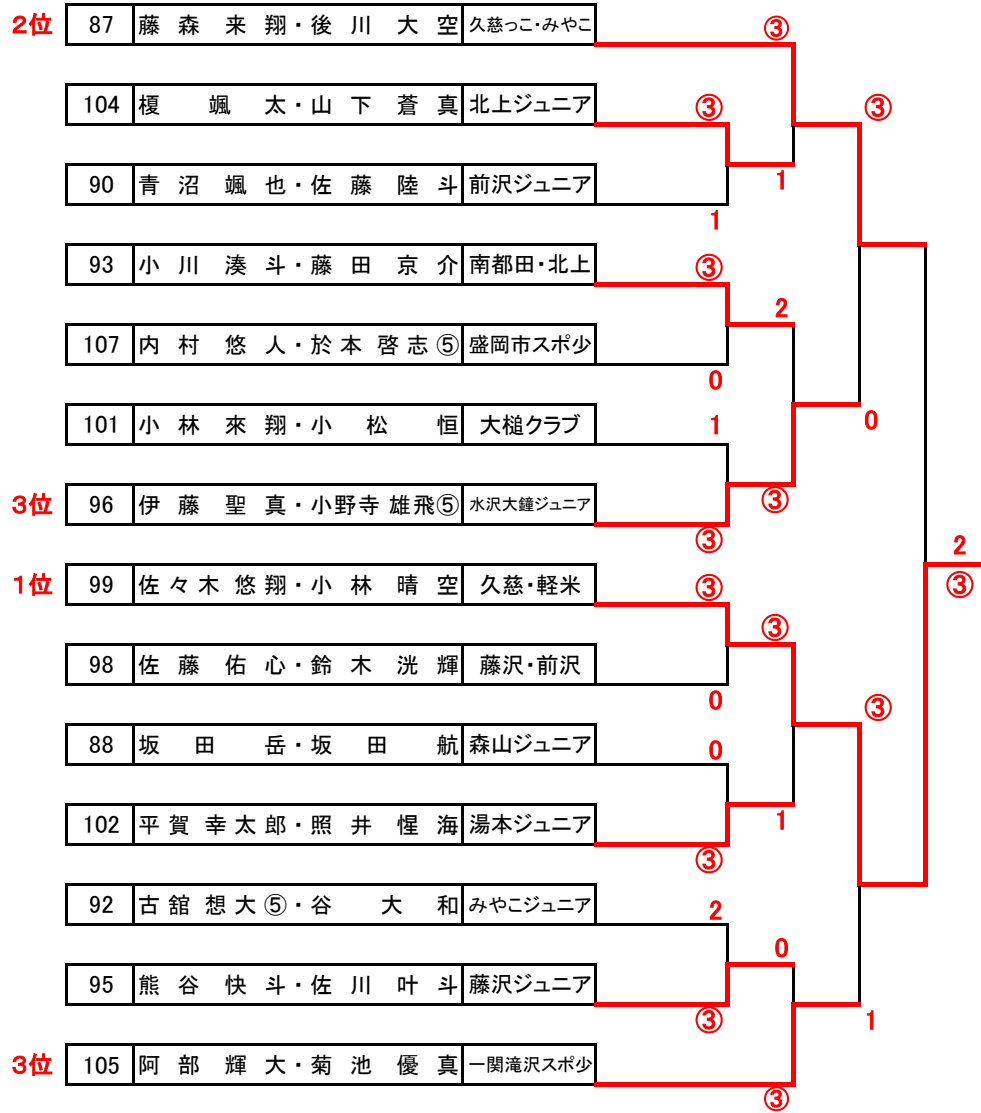 2位 87 藤森来翔・後川大空 久慈っこ・みやこ ③
104 榎颯太・山下蒼真 北上ジュニア ③ ③
90 青沼颯也・佐藤陸斗 前沢ジュニア 1
1
93 小川湊斗・藤田京介 南都田・北上 ③
2
107 内村悠人・於本啓志⑤ 盛岡市スポ少
0
101 小林來翔・小松恒 大槌クラブ 1 0
3位 96 伊藤聖真・小野寺雄飛⑤ 水沢大鐘ジュニア ③
③ 2
1位 99 佐々木悠翔・小林晴空 久慈・軽米 ③ ③
③
98 佐藤佑心・鈴木洸輝 藤沢・前沢
0 ③
88 坂田岳・坂田航 森山ジュニア 0
102 平賀幸太郎・照井惺海 湯本ジュニア 1
③
92 古舘想大⑤・谷大和 みやこジュニア 2
0
95 熊谷快斗・佐川叶斗 藤沢ジュニア
③ 1
3位 105 阿部輝大・菊池優真 一関滝沢スポ少
③